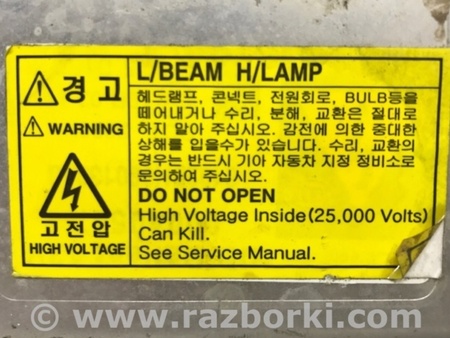 ⚠ 경고
⚠ WARNING
고전압
HIGH VOLTAGE
L/BEAM H/LAMP
헤드램프, 콘넥트, 전원회로, BULB등을
떼어내거나 수리, 분해, 교환은 절대로
하지 말아 주십시오. 감전에 의한 중대한
상해를 입을수가 있습니다. 수리, 교환의
경우는 반드시 기아 자동차 지정 정비소로
문의하여 주십시오.
DO NOT OPEN
High Voltage Inside(25,000 Volts)
Can Kill.
See Service Manual.
www.razborki.com